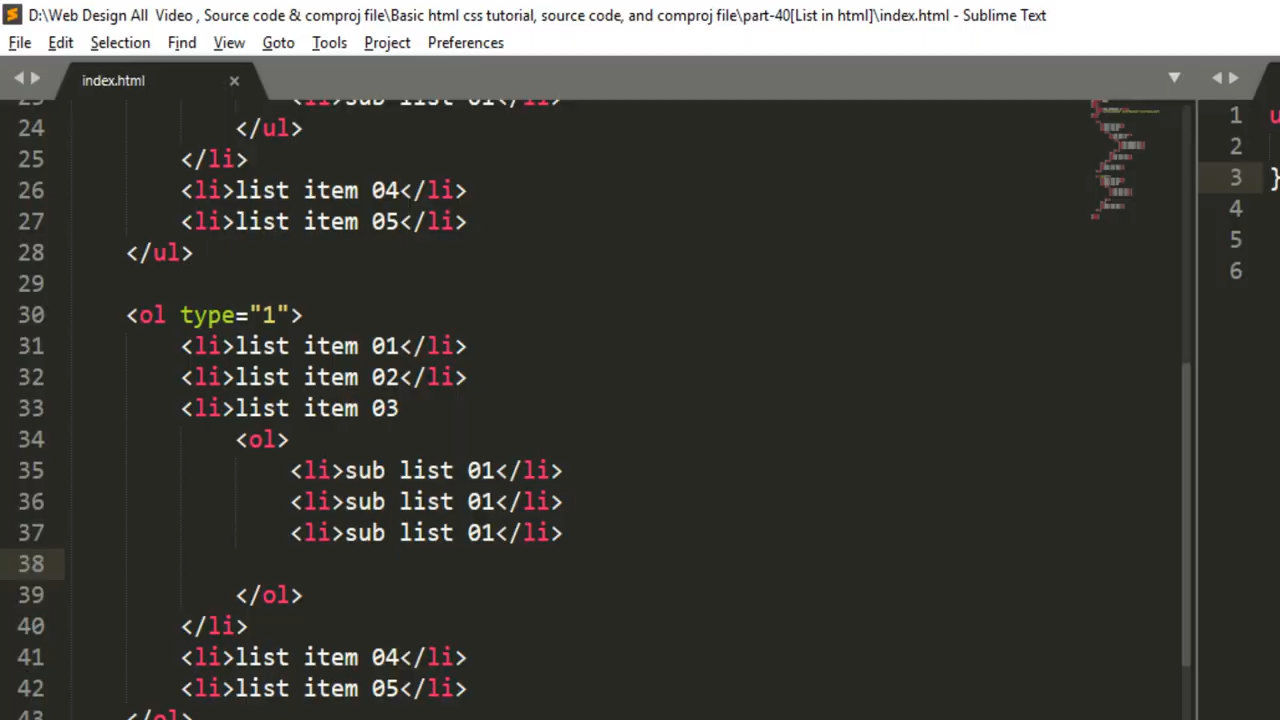 D:\Web Design All  Video , Source code & comproj file\Basic html css tutorial, source code, and comproj file\part-40[List in html]\index.html - Sublime Text
File Edit Selection Find View Goto Tools Project Preferences
index.html
<li>sub list 01</li>
24 </ul>
25 </li>
26 <li>list item 04</li>
27 <li>list item 05</li>
28 </ul>
29
30 <ol type="1">
31 <li>list item 01</li>
32 <li>list item 02</li>
33 <li>list item 03
34 <ol>
35 <li>sub list 01</li>
36 <li>sub list 01</li>
37 <li>sub list 01</li>
38
39 </ol>
40 </li>
41 <li>list item 04</li>
42 <li>list item 05</li>
43 </ol>
1 u
2
3 }
4
5
6